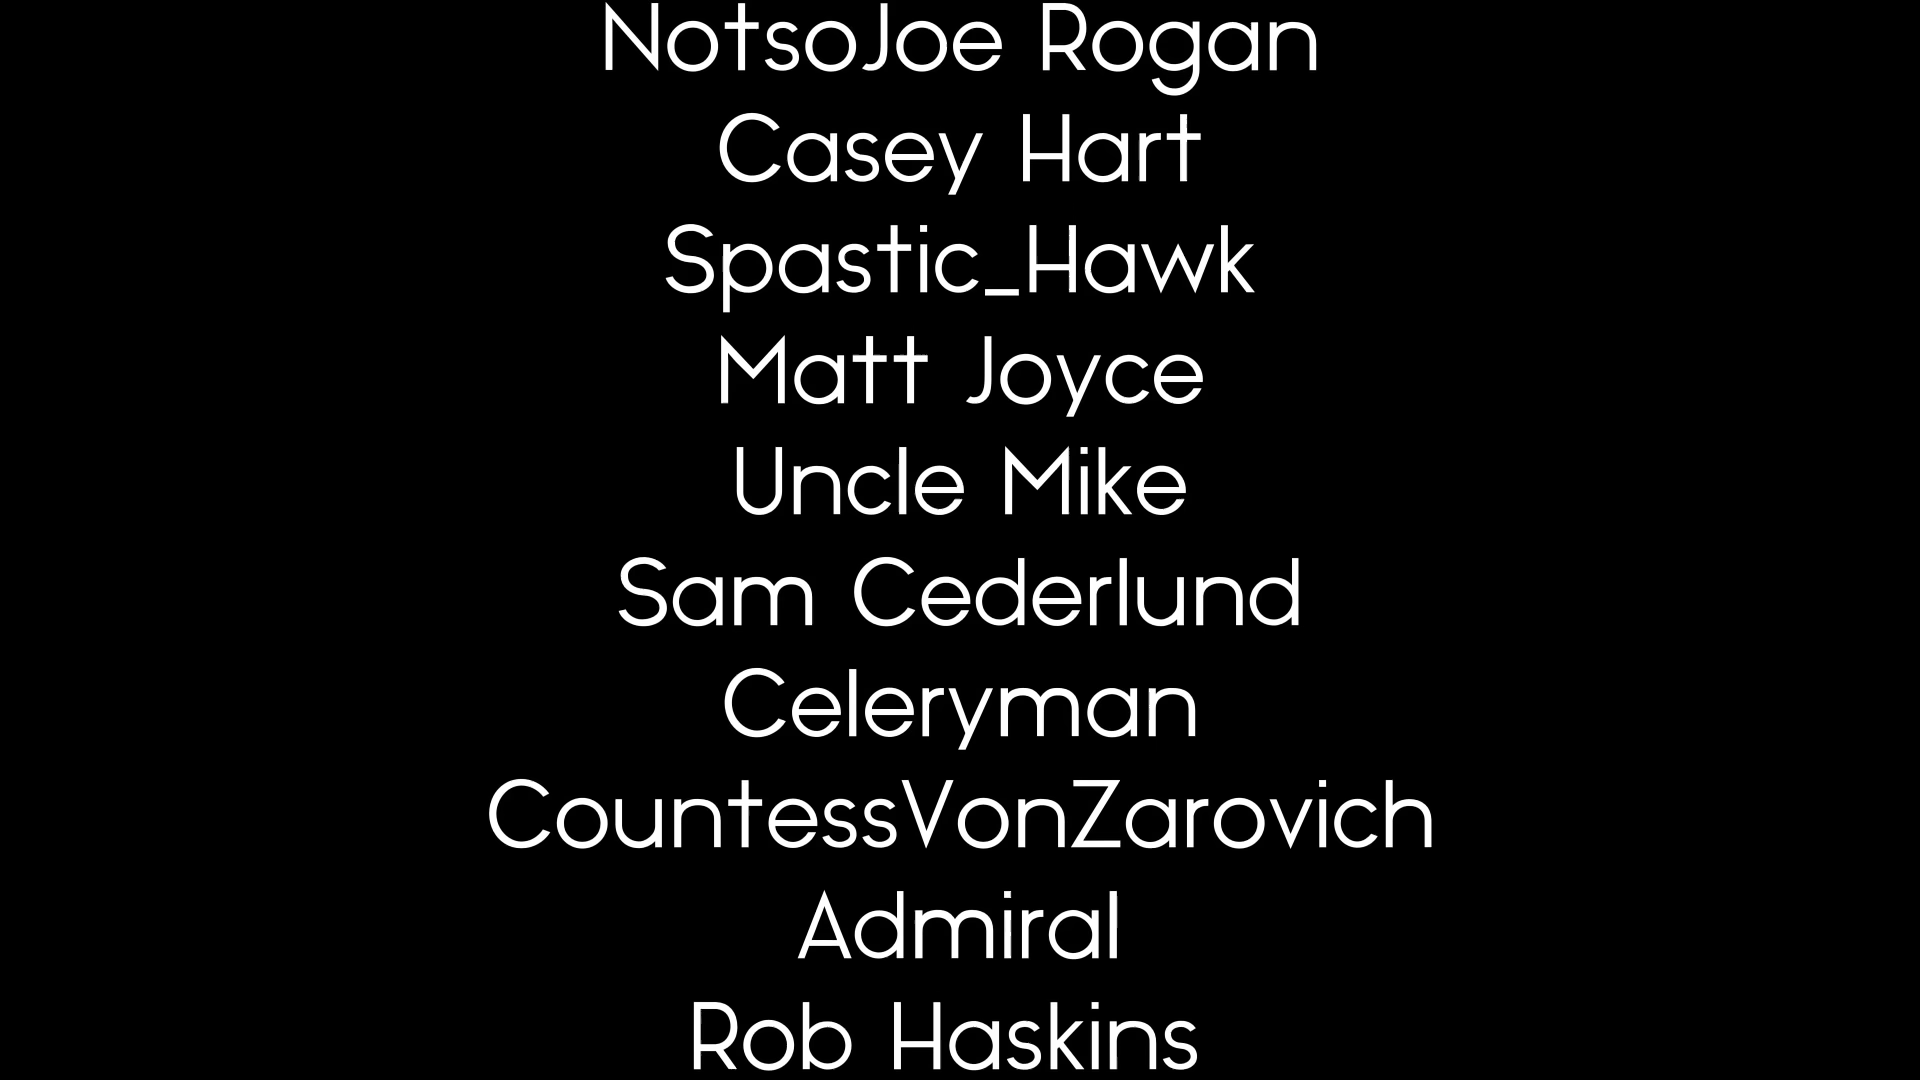 NotsoJoe Rogan
Casey Hart
Spastic_Hawk
Matt Joyce
Uncle Mike
Sam Cederlund
Celeryman
CountessVonZarovich
Admiral
Rob Haskins